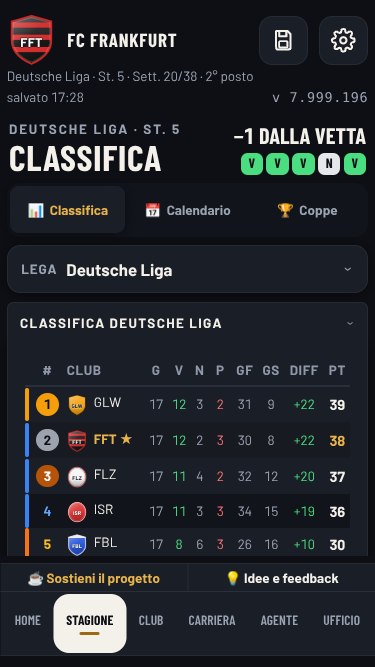 FFT
FC FRANKFURT
Deutsche Liga · St. 5 · Sett. 20/38 · 2° posto
salvato 17:28
v 7.999.196
DEUTSCHE LIGA · ST. 5
CLASSIFICA
−1 DALLA VETTA
V V V N V
Classifica Calendario Coppe
LEGA Deutsche Liga
CLASSIFICA DEUTSCHE LIGA
# CLUB G V N P GF GS DIFF PT
1 GLW GLW 17 12 3 2 31 9 +22 39
2 FFT FFT ★ 17 12 2 3 30 8 +22 38
3 FLZ FLZ 17 11 4 2 32 12 +20 37
4 ISR ISR 17 11 3 3 34 15 +19 36
5 FBL FBL 17 8 6 3 26 16 +10 30
Sostieni il progetto Idee e feedback
HOME STAGIONE CLUB CARRIERA AGENTE UFFICIO